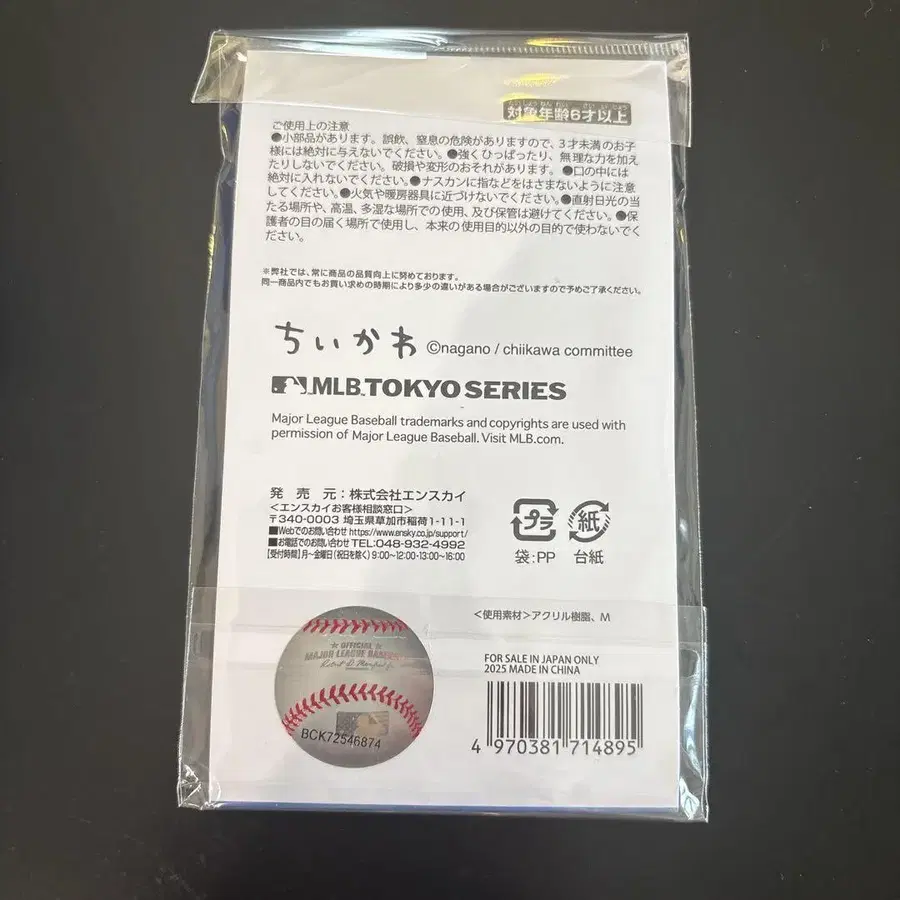 たいしょうねんれい さい いじょう
対象年齢6才以上
ご使用上の注意
●小部品があります。誤飲、窒息の危険がありますので、3才未満のお子
様には絶対に与えないでください。●強くひっぱったり、無理な力を加え
たりしないでください。破損や変形のおそれがあります。 ●口の中には
絶対に入れないでください。●ナスカンに指などをはさまないように注意
してください。●火気や暖房器具に近づけないでください。●直射日光の当
たる場所や、高温、多湿な場所での使用、及び保管は避けてください。●保
護者の目の届く場所で使用し、本来の使用目的以外の目的で使わないでく
ださい。
※弊社では、常に商品の品質向上に努めております。
同一商品内でもお買い求めの時期により多少の違いがある場合がございますので予めご了承ください。
ちいかわ ©nagano / chiikawa committee
MLB TOKYO SERIES
Major League Baseball trademarks and copyrights are used with
permission of Major League Baseball. Visit MLB.com.
発 売 元：株式会社エンスカイ
＜エンスカイお客様相談窓口＞
〒340-0003 埼玉県草加市稲荷1-11-1
■Webでのお問い合わせ https://www.ensky.co.jp/support/
■お電話でのお問い合わせ TEL:048-932-4992
【受付時間】月〜金曜日(祝日を除く) 9:00〜12:00・13:00〜16:00
プラ 紙
袋:PP 台紙
＜使用素材＞アクリル樹脂、M
FOR SALE IN JAPAN ONLY
2025 MADE IN CHINA
4 970381 714895
★ OFFICIAL ★
MAJOR LEAGUE BASEBALL
BCK72546874